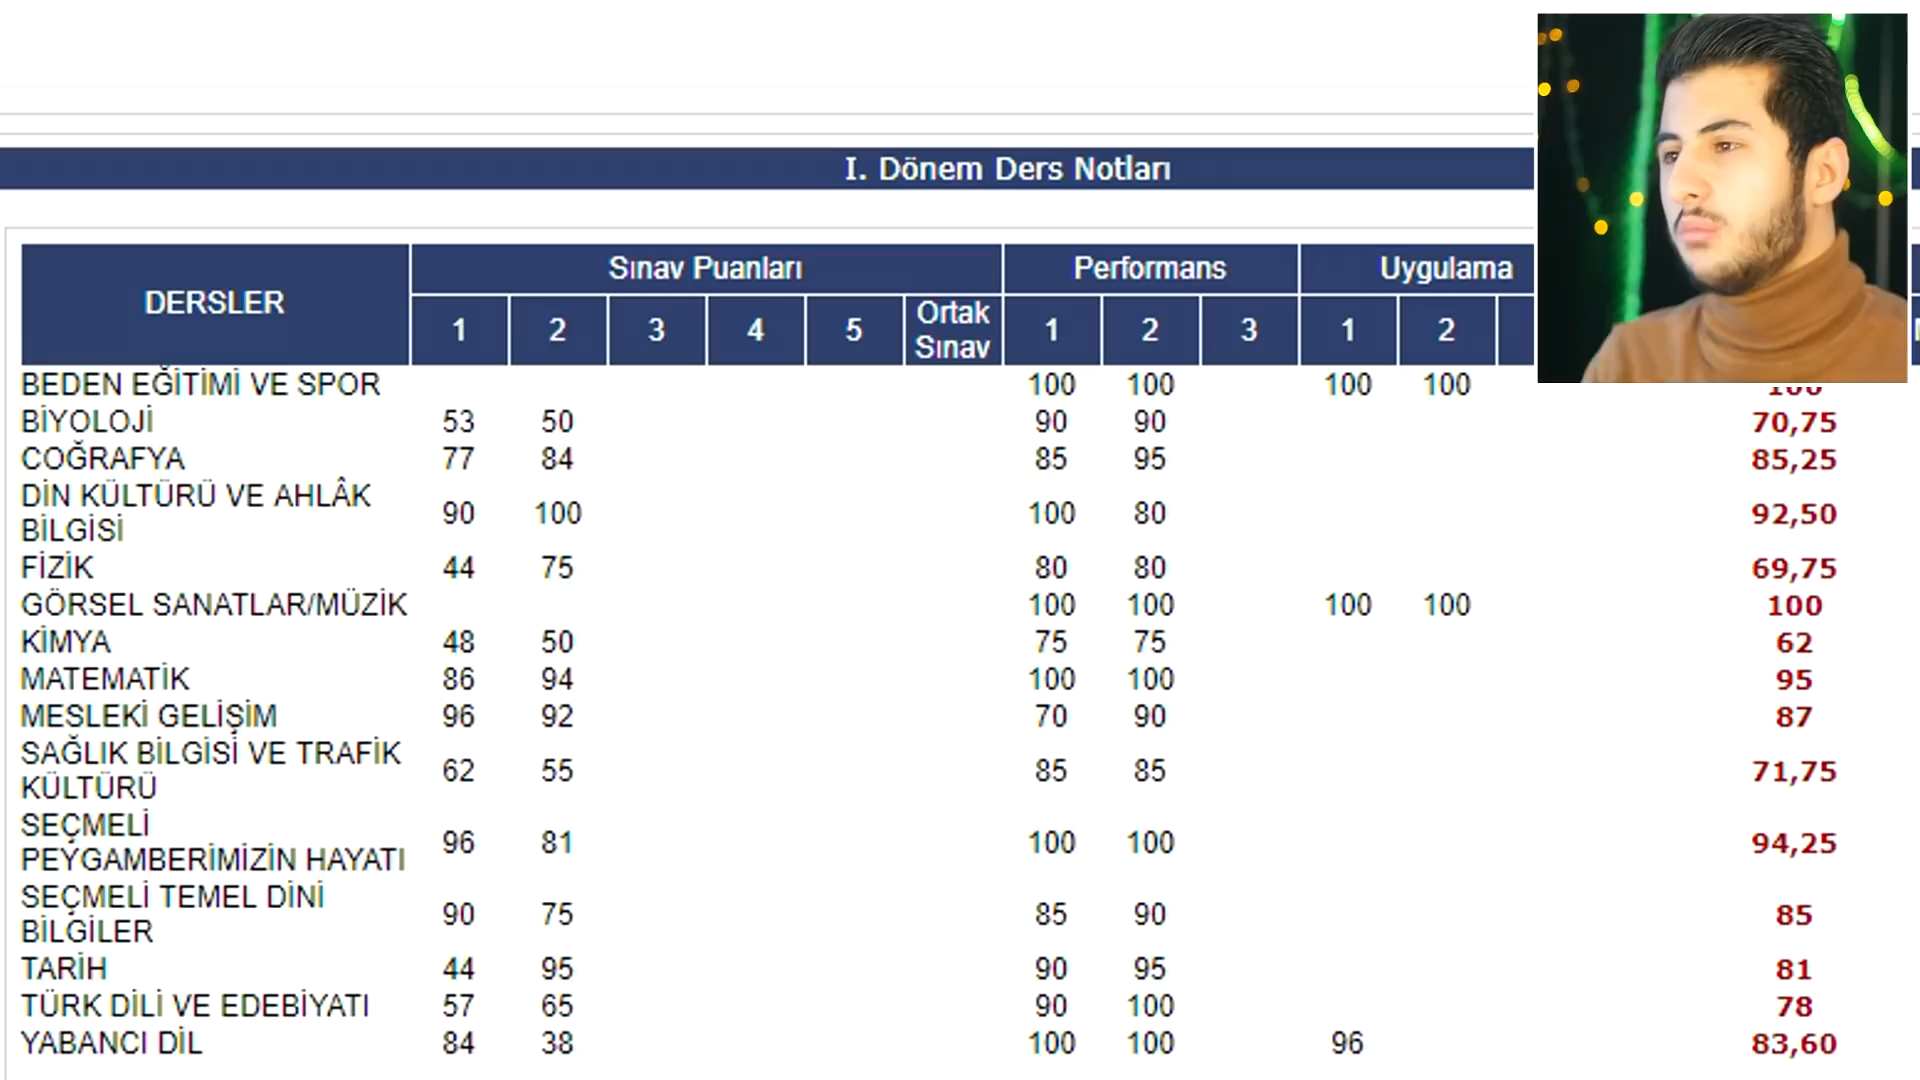 I. Dönem Ders Notları
DERSLER Sınav Puanları Performans Uygulama
1 2 3 4 5 Ortak Sınav 1 2 3 1 2
BEDEN EĞİTİMİ VE SPOR 100 100 100 100 100
BİYOLOJİ 53 50 90 90 70,75
COĞRAFYA 77 84 85 95 85,25
DİN KÜLTÜRÜ VE AHLÂK
BİLGİSİ 90 100 100 80 92,50
FİZİK 44 75 80 80 69,75
GÖRSEL SANATLAR/MÜZİK 100 100 100 100 100
KİMYA 48 50 75 75 62
MATEMATİK 86 94 100 100 95
MESLEKİ GELİŞİM 96 92 70 90 87
SAĞLIK BİLGİSİ VE TRAFİK
KÜLTÜRÜ 62 55 85 85 71,75
SEÇMELİ
PEYGAMBERİMİZİN HAYATI 96 81 100 100 94,25
SEÇMELİ TEMEL DİNİ
BİLGİLER 90 75 85 90 85
TARİH 44 95 90 95 81
TÜRK DİLİ VE EDEBİYATI 57 65 90 100 78
YABANCI DİL 84 38 100 100 96 83,60